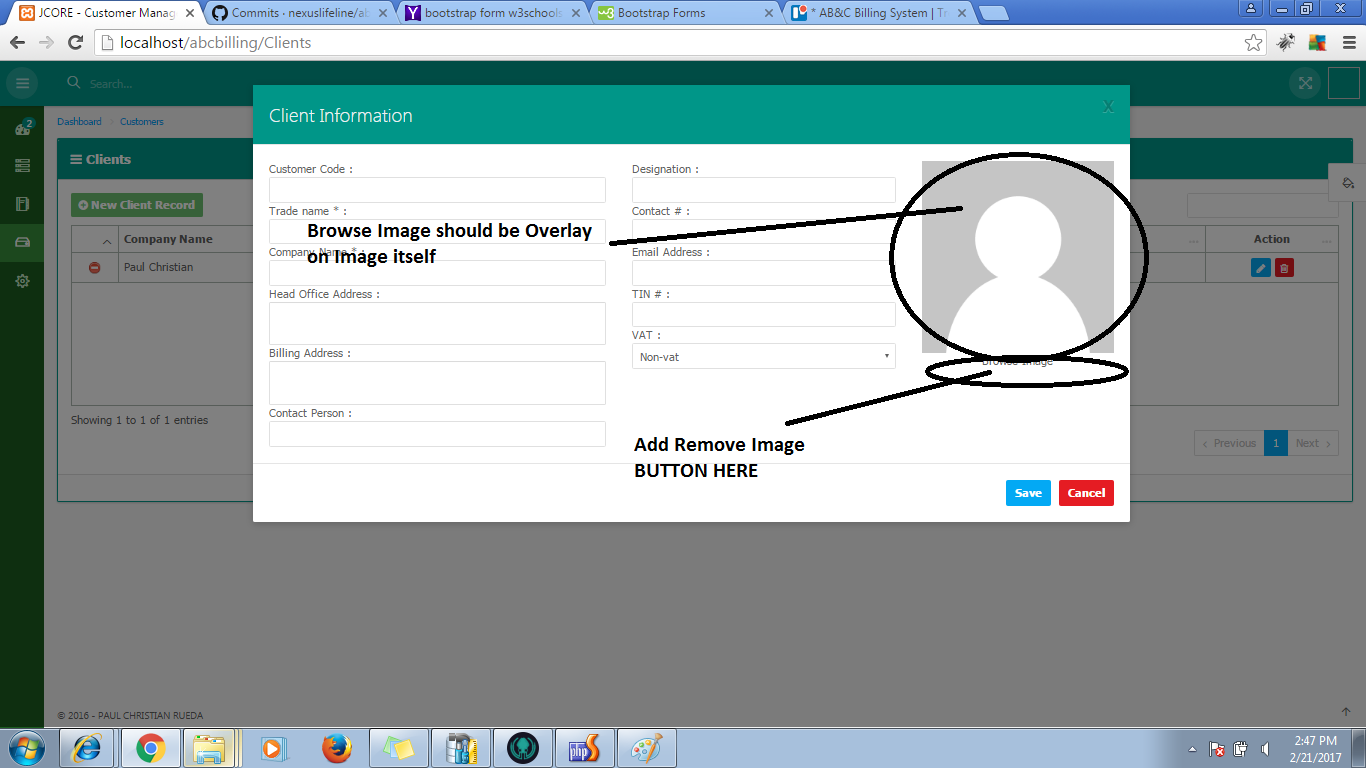 JCORE - Customer Manag
Commits · nexuslifeline/ab
bootstrap form w3schools
Bootstrap Forms
* AB&C Billing System | Tr
localhost/abcbilling/Clients
Search...
2
Dashboard
Customers
Client Information
X
Clients
New Client Record
Company Name
Paul Christian
Showing 1 to 1 of 1 entries
Customer Code :
Trade name * :
Company Name * :
Head Office Address :
Billing Address :
Contact Person :
Designation :
Contact # :
Email Address :
TIN # :
VAT :
Non-vat
Browse Image should be Overlay
on Image itself
Browse Image
Add Remove Image
BUTTON HERE
Save
Cancel
Action
Previous
1
Next
© 2016 - PAUL CHRISTIAN RUEDA
php
2:47 PM
2/21/2017